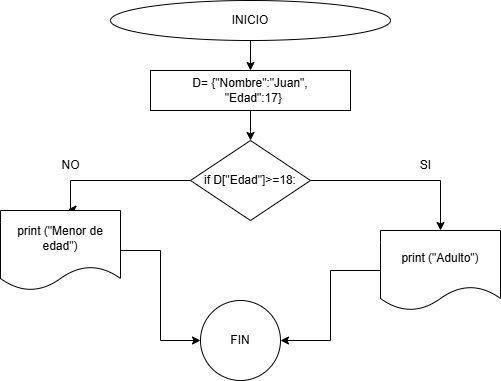 INICIO
D= {"Nombre":"Juan",
"Edad":17}
NO
SI
if D["Edad"]>=18:
print ("Menor de
edad")
print ("Adulto")
FIN